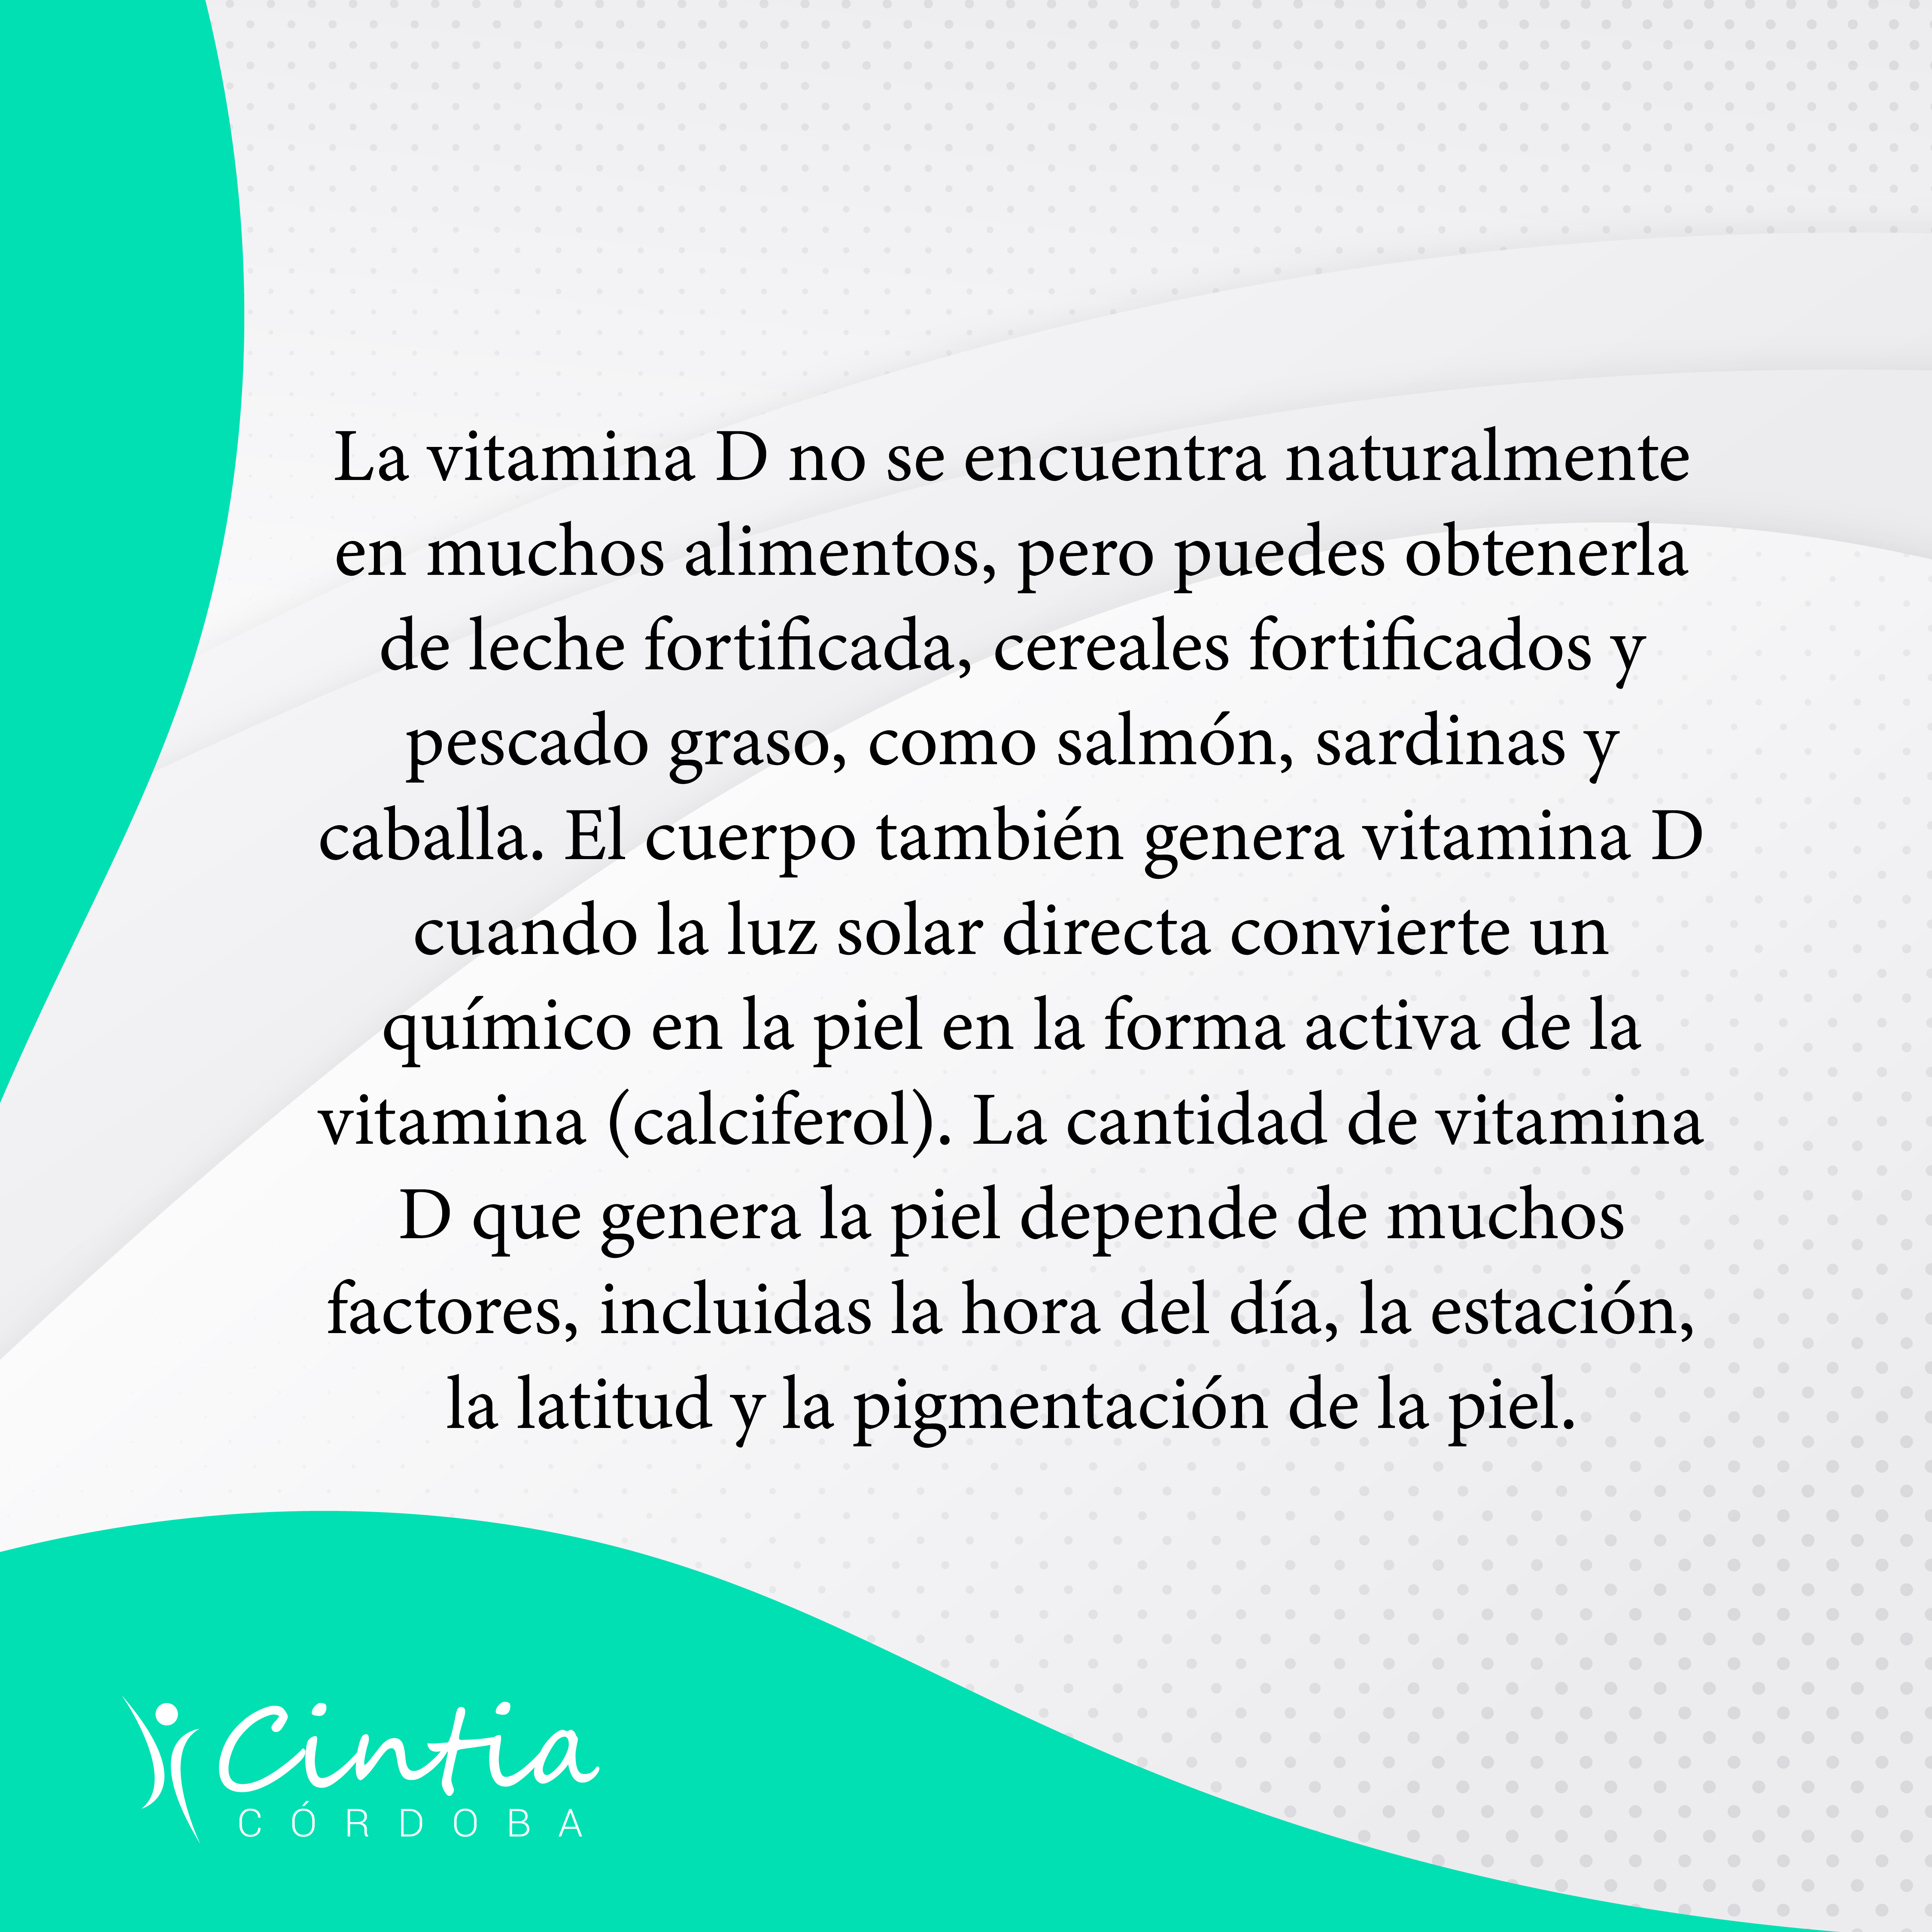 La vitamina D no se encuentra naturalmente
en muchos alimentos, pero puedes obtenerla
de leche fortificada, cereales fortificados y
pescado graso, como salmón, sardinas y
caballa. El cuerpo también genera vitamina D
cuando la luz solar directa convierte un
químico en la piel en la forma activa de la
vitamina (calciferol). La cantidad de vitamina
D que genera la piel depende de muchos
factores, incluidas la hora del día, la estación,
la latitud y la pigmentación de la piel.
Cintia
CÓRDOBA